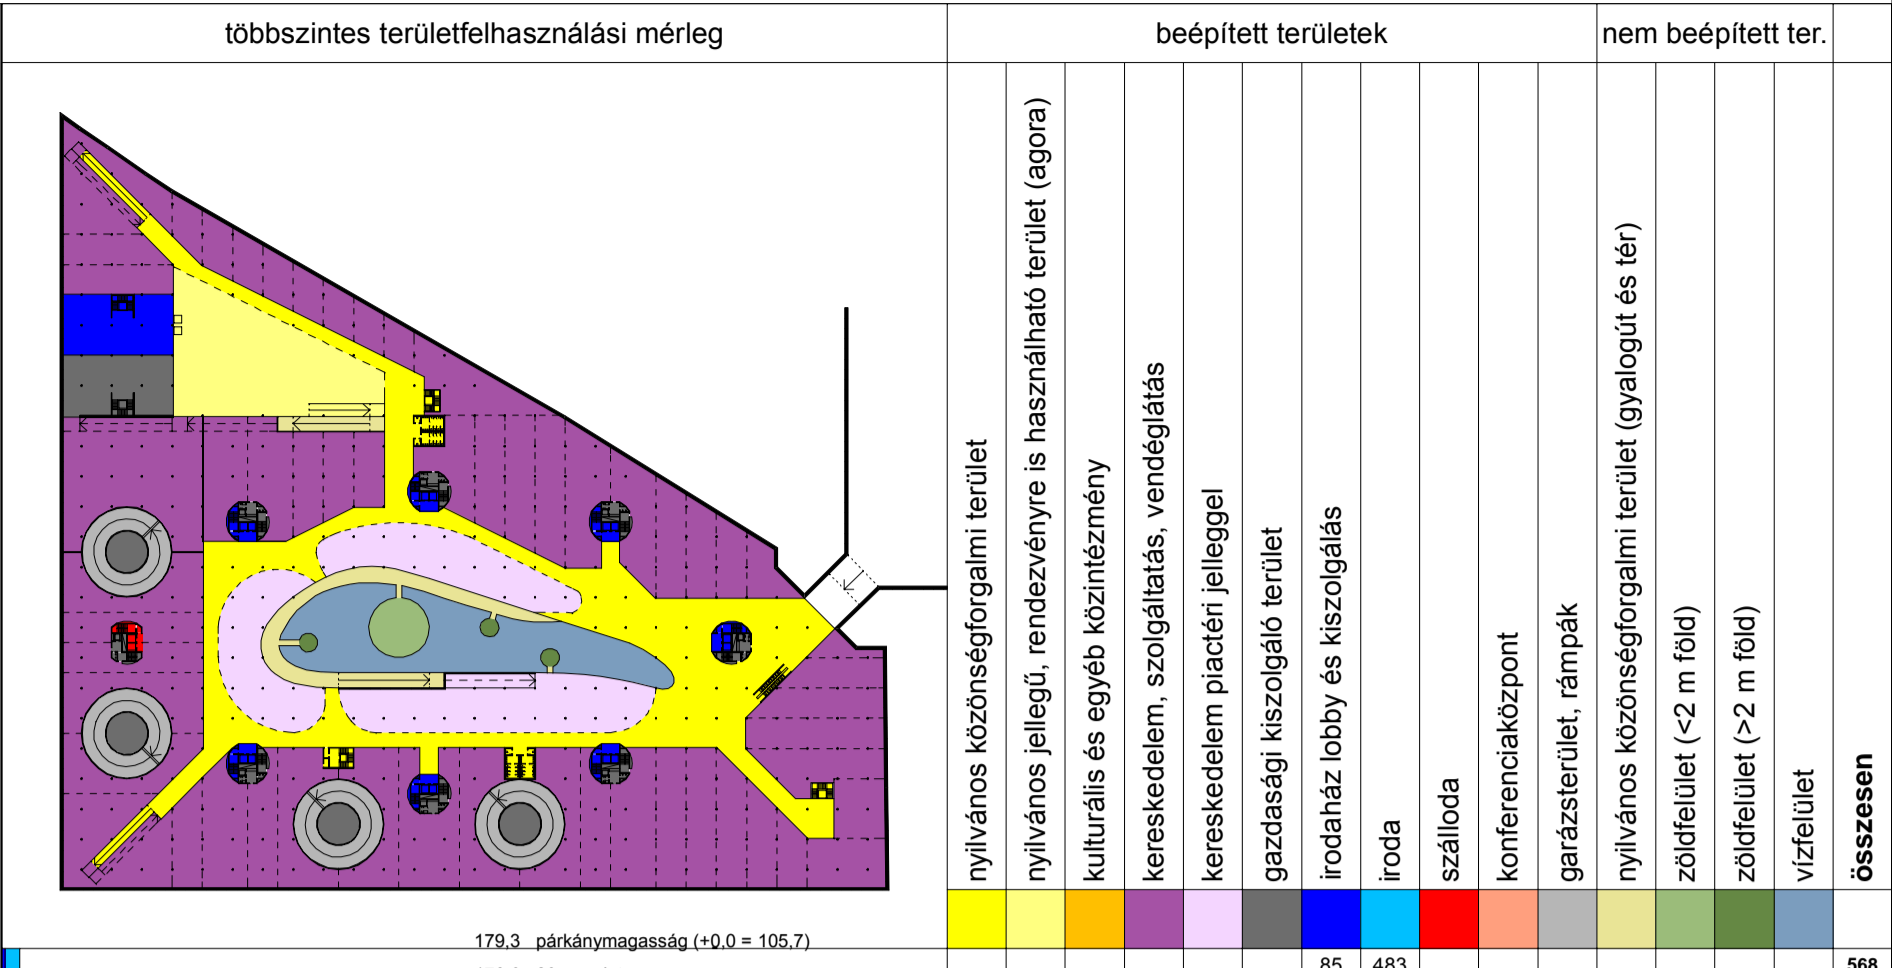 többszintes területfelhasználási mérleg
beépített területek
nem beépített ter.
nyilvános közönségforgalmi terület
nyilvános jellegű, rendezvényre is használható terület (agora)
kulturális és egyéb közintézmény
kereskedelem, szolgáltatás, vendéglátás
kereskedelem piactéri jelleggel
gazdasági kiszolgáló terület
irodaház lobby és kiszolgálás
iroda
szálloda
konferenciaközpont
garázsterület, rámpák
nyilvános közönségforgalmi terület (gyalogút és tér)
zöldfelület (<2 m föld)
zöldfelület (>2 m föld)
vízfelület
összesen
179,3 párkánymagasság (+0,0 = 105,7)
85 483 568